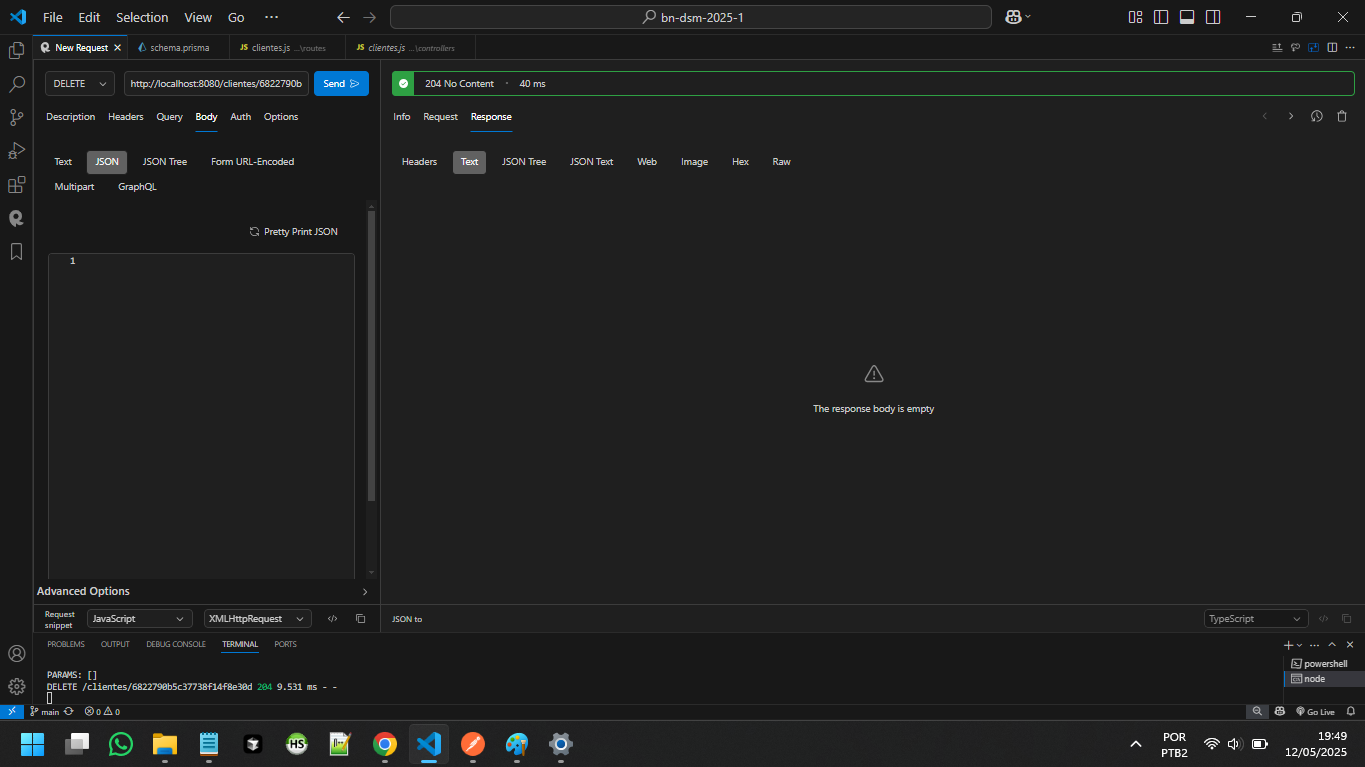 File Edit Selection View Go ··· bn-dsm-2025-1
New Request schema.prisma JS clientes.js ...\routes JS clientes.js ...\controllers
DELETE http://localhost:8080/clientes/6822790b Send
204 No Content · 40 ms
Description Headers Query Body Auth Options
Info Request Response
Text JSON JSON Tree Form URL-Encoded
Multipart GraphQL
Headers Text JSON Tree JSON Text Web Image Hex Raw
Pretty Print JSON
1
The response body is empty
Advanced Options
Request snippet JavaScript XMLHttpRequest
JSON to TypeScript
PROBLEMS OUTPUT DEBUG CONSOLE TERMINAL PORTS
PARAMS: []
DELETE /clientes/6822790b5c37738f14f8e30d 204 9.531 ms - -
powershell
node
main 0 0 Go Live
HS
POR
PTB2
19:49
12/05/2025